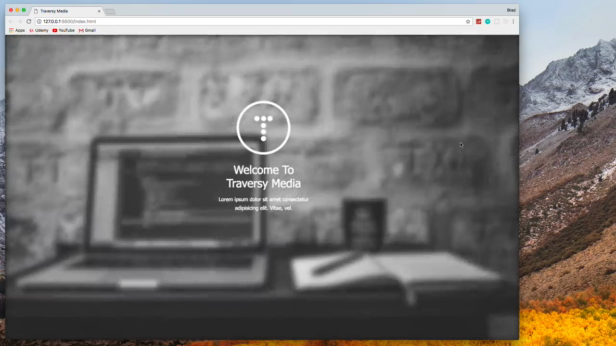 Traversy Media
Brad
127.0.0.1:5500/index.html
Apps Udemy YouTube Gmail
Welcome To
Traversy Media
Lorem ipsum dolor sit amet consectetur
adipisicing elit. Vitae, vel.